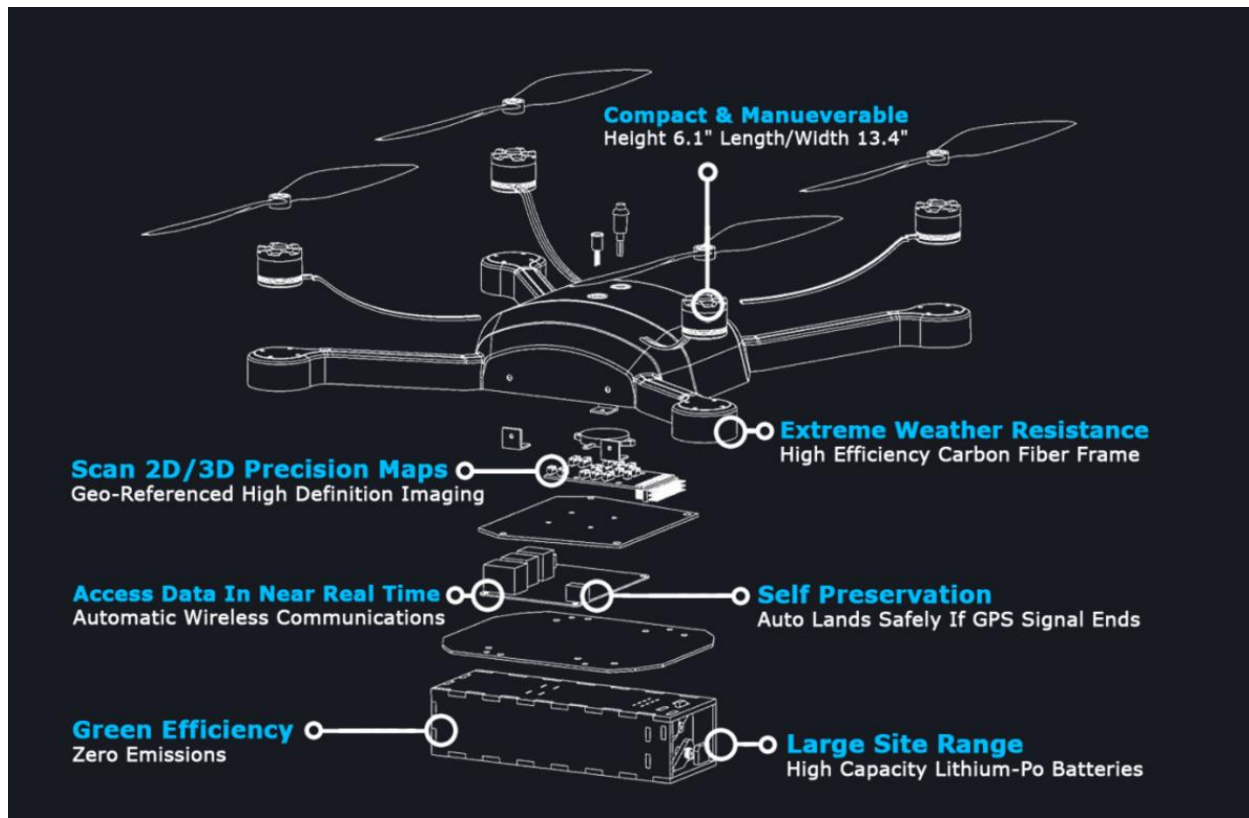 Compact & Manueverable
Height 6.1" Length/Width 13.4"
Extreme Weather Resistance
High Efficiency Carbon Fiber Frame
Scan 2D/3D Precision Maps
Geo-Referenced High Definition Imaging
Access Data In Near Real Time
Automatic Wireless Communications
Self Preservation
Auto Lands Safely If GPS Signal Ends
Green Efficiency
Zero Emissions
Large Site Range
High Capacity Lithium-Po Batteries